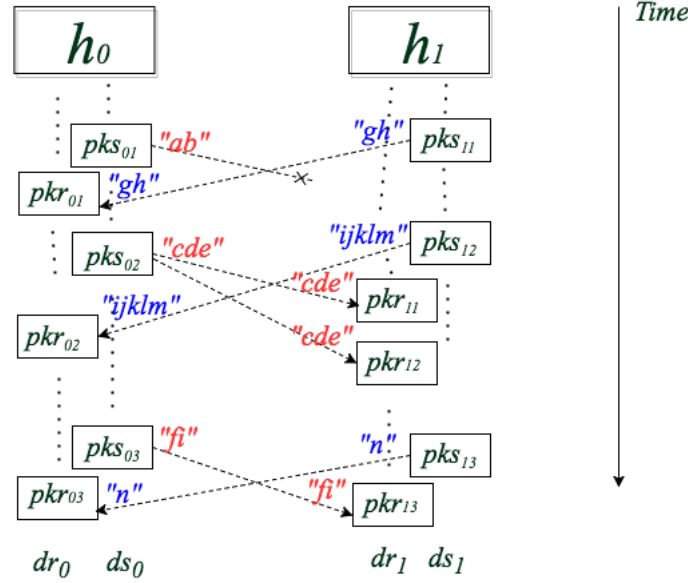 Time
h0 h1
pks01 "ab" "gh" pks11
pkr01 "gh"
pks02 "cde" "ijklm" pks12
"cde" pkr11
pkr02 "ijklm" "cde" pkr12
pks03 "fi" "n" pks13
pkr03 "n" "fi" pkr13
dr0 ds0 dr1 ds1